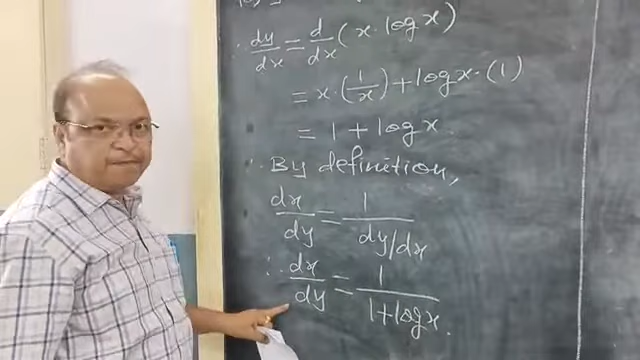 ∴ dy/dx = d/dx (x · log x)
= x · (1/x) + log x · (1)
= 1 + log x.
∴ By definition,
dx/dy = 1/(dy/dx)
∴ dx/dy = 1/(1 + log x).